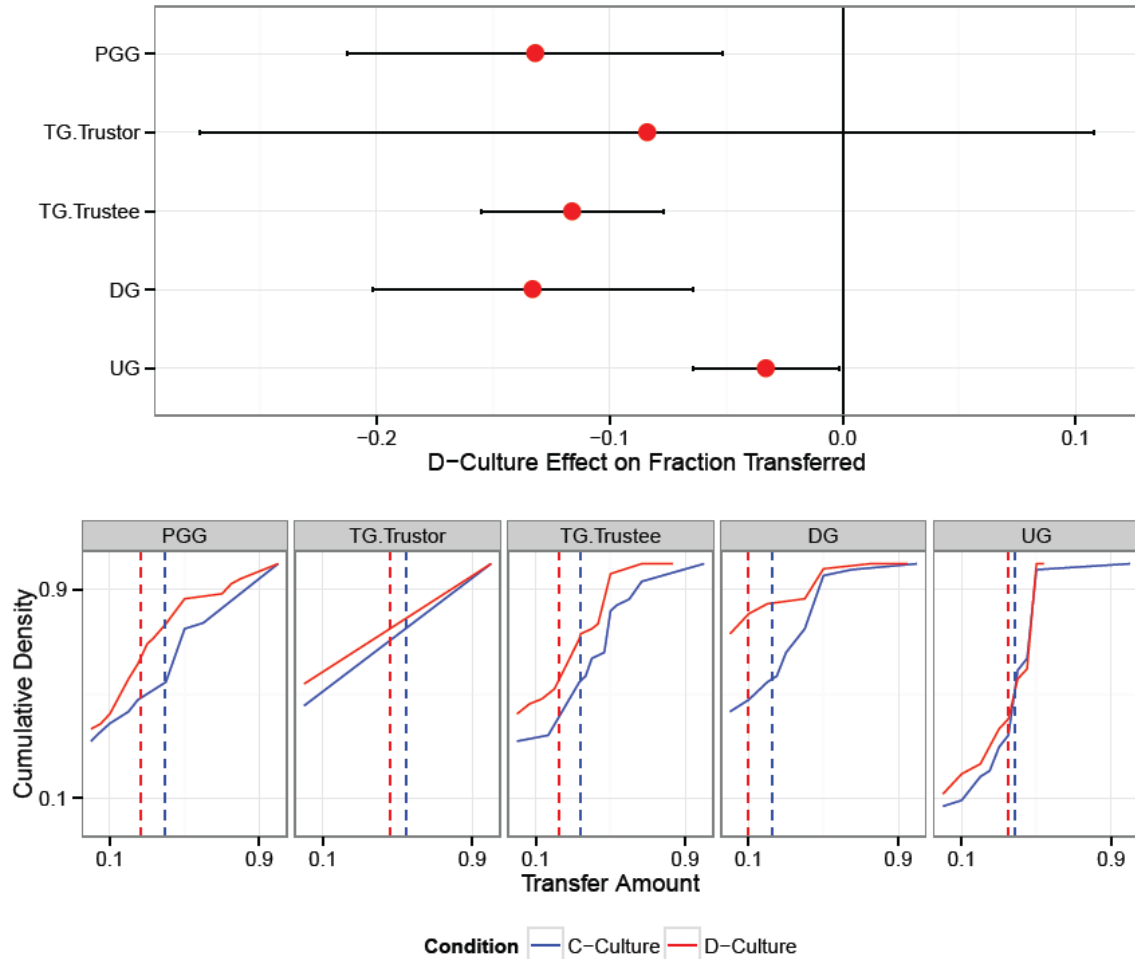 PGG
TG.Trustor
TG.Trustee
DG
UG
−0.2 −0.1 0.0 0.1
D−Culture Effect on Fraction Transferred
PGG TG.Trustor TG.Trustee DG UG
Cumulative Density
0.9
0.1
0.1 0.9 0.1 0.9 0.1 0.9 0.1 0.9 0.1 0.9
Transfer Amount
Condition C−Culture D−Culture